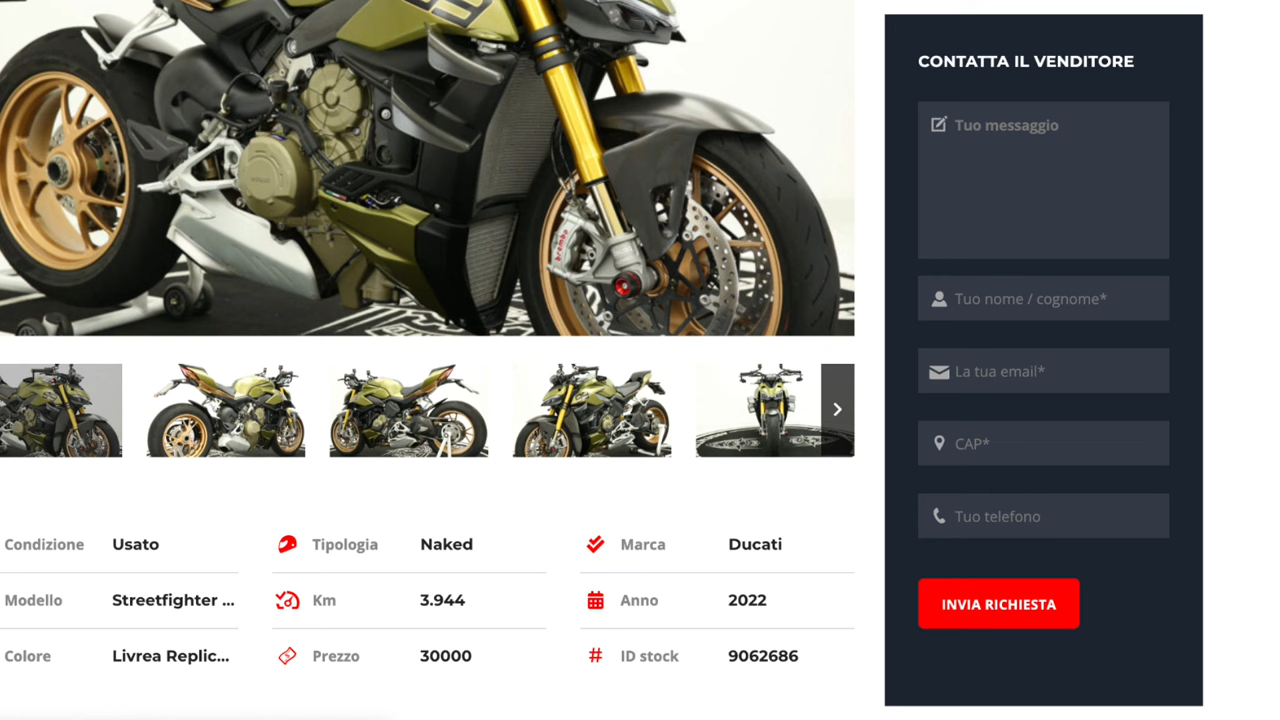 CONTATTA IL VENDITORE
Tuo messaggio
Tuo nome / cognome*
La tua email*
CAP*
Tuo telefono
INVIA RICHIESTA
brembo
Condizione Usato Tipologia Naked Marca Ducati
Modello Streetfighter ... Km 3.944 Anno 2022
Colore Livrea Replic... Prezzo 30000 # ID stock 9062686